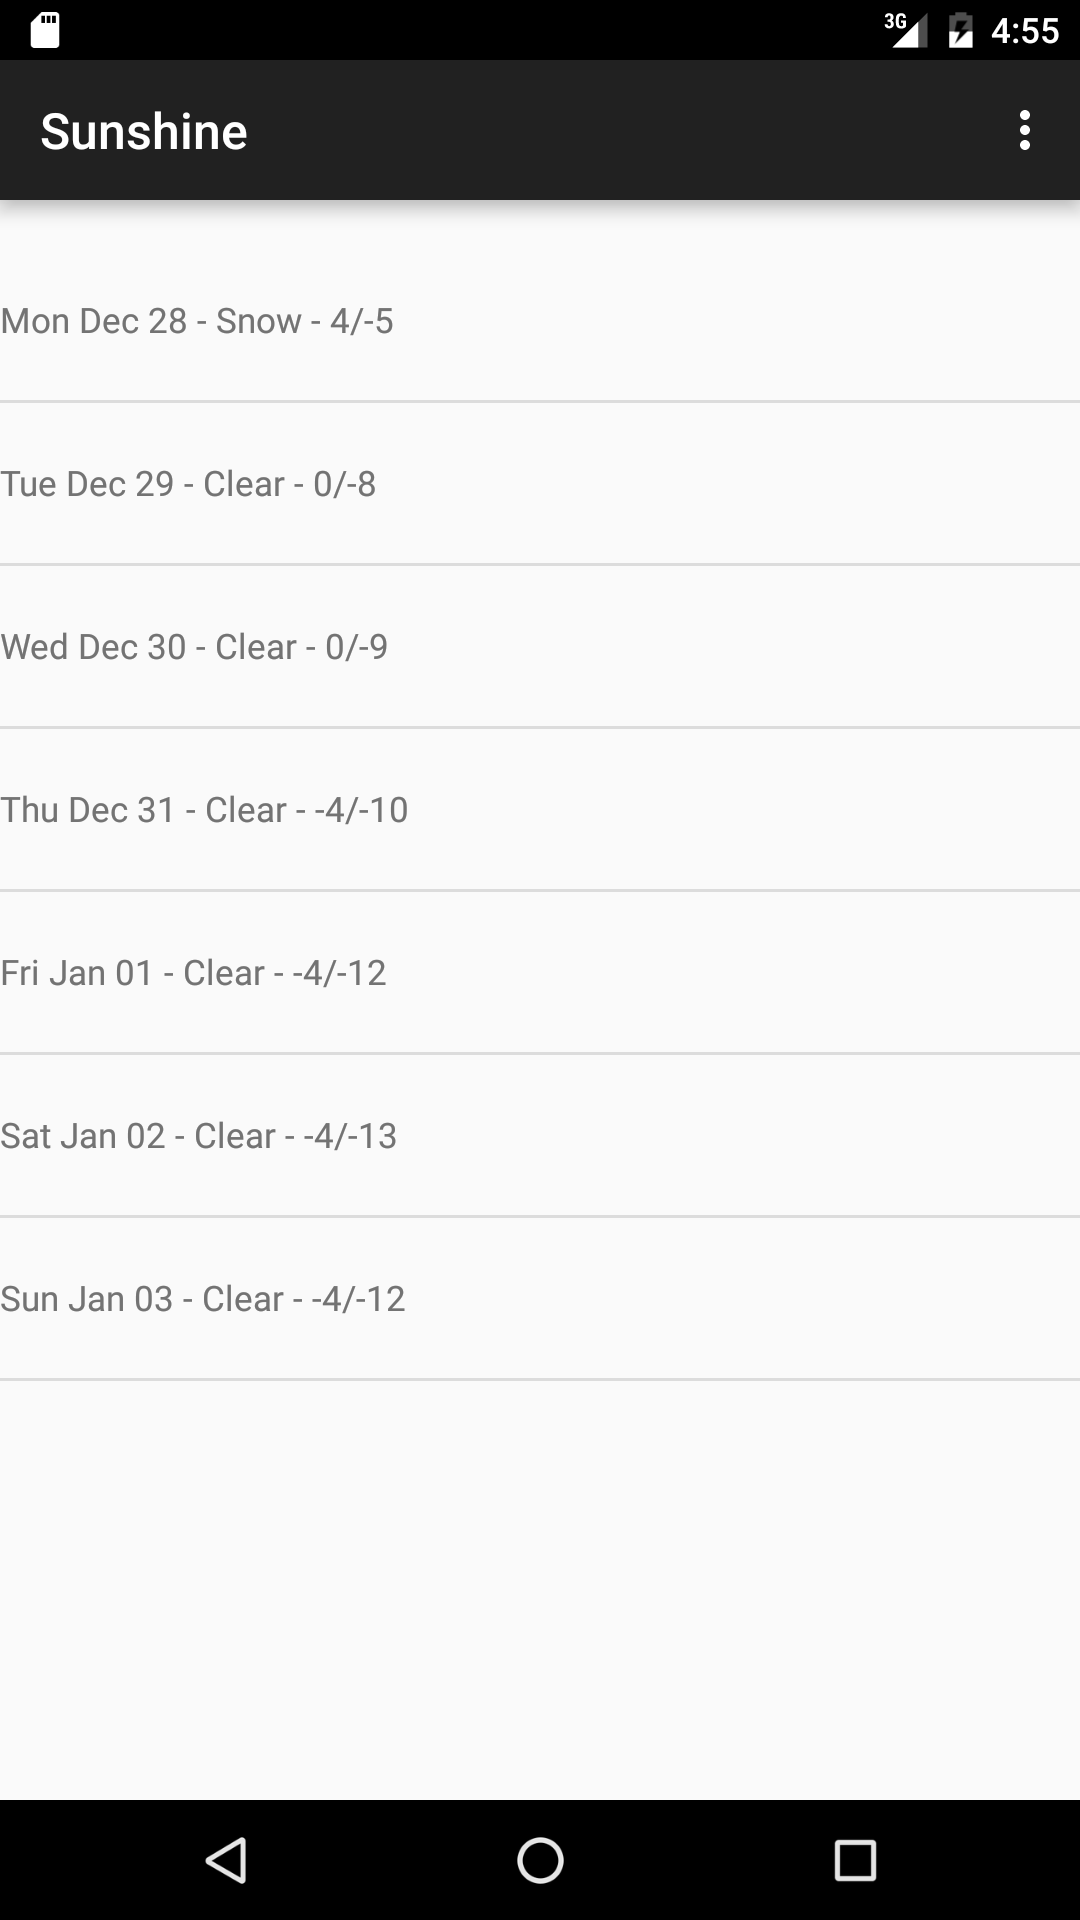 3G 4:55
Sunshine
Mon Dec 28 - Snow - 4/-5
Tue Dec 29 - Clear - 0/-8
Wed Dec 30 - Clear - 0/-9
Thu Dec 31 - Clear - -4/-10
Fri Jan 01 - Clear - -4/-12
Sat Jan 02 - Clear - -4/-13
Sun Jan 03 - Clear - -4/-12